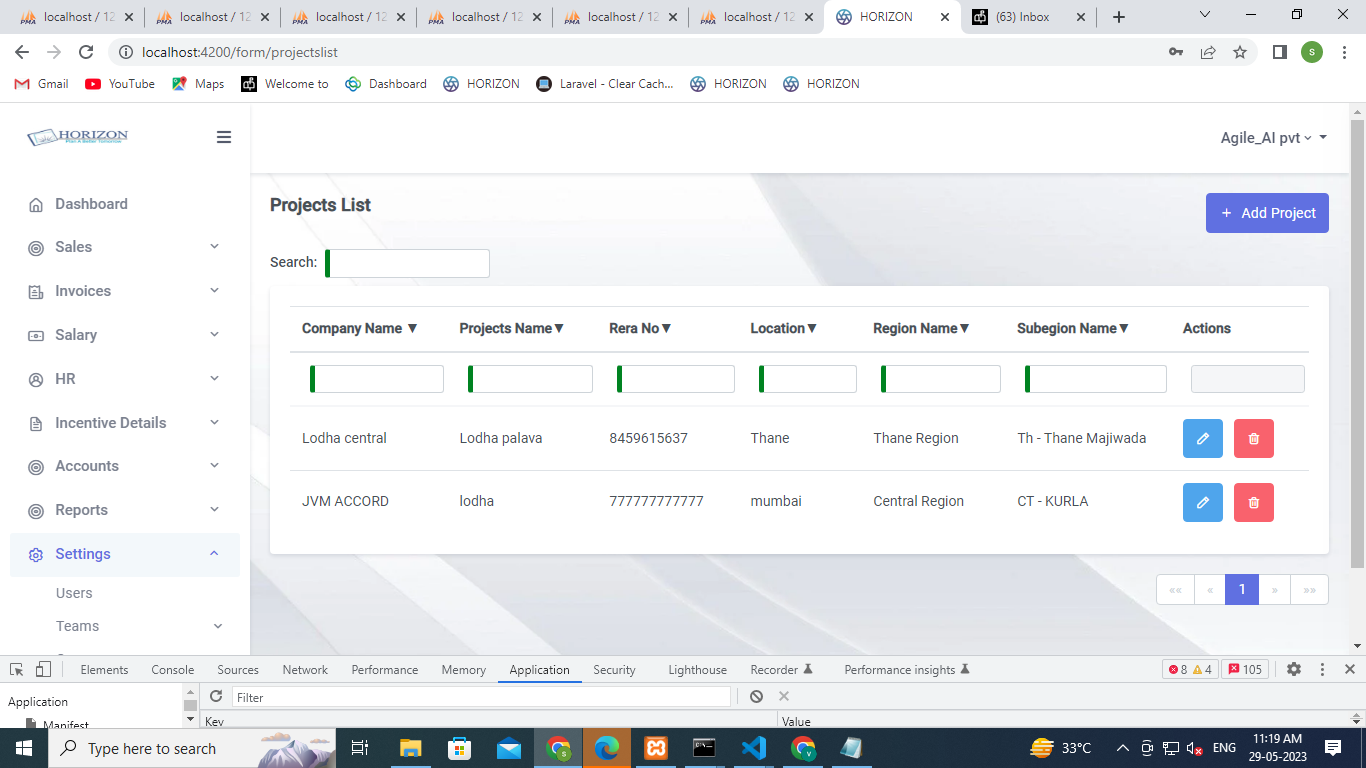 localhost / 12
localhost / 12
localhost / 12
localhost / 12
localhost / 12
localhost / 12
HORIZON
(63) Inbox
localhost:4200/form/projectslist
S
Gmail
YouTube
Maps
Welcome to
Dashboard
HORIZON
Laravel - Clear Cach...
HORIZON
HORIZON
HORIZON
Agile_AI pvt
Dashboard
Sales
Invoices
Salary
HR
Incentive Details
Accounts
Reports
Settings
Users
Teams
Projects List
+ Add Project
Search:
Company Name ▼ Projects Name▼ Rera No▼ Location▼ Region Name▼ Subegion Name▼ Actions
Lodha central Lodha palava 8459615637 Thane Thane Region Th - Thane Majiwada
JVM ACCORD lodha 777777777777 mumbai Central Region CT - KURLA
«« « 1 » »»
Elements Console Sources Network Performance Memory Application Security Lighthouse Recorder Performance insights 8 4 105
Application
Manifest
Filter
Key Value
Type here to search
33°C
ENG
11:19 AM
29-05-2023